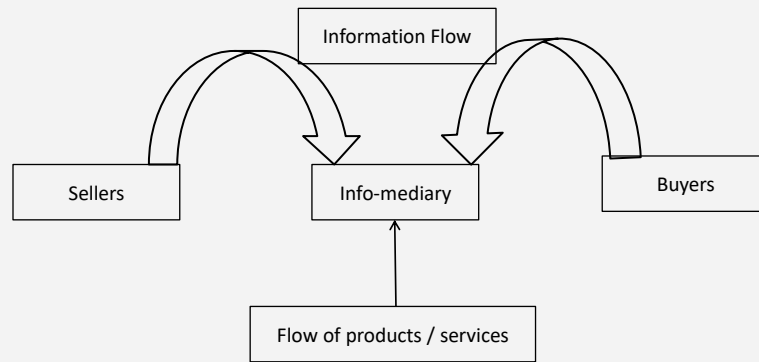 Information Flow
Sellers
Info-mediary
Buyers
Flow of products / services